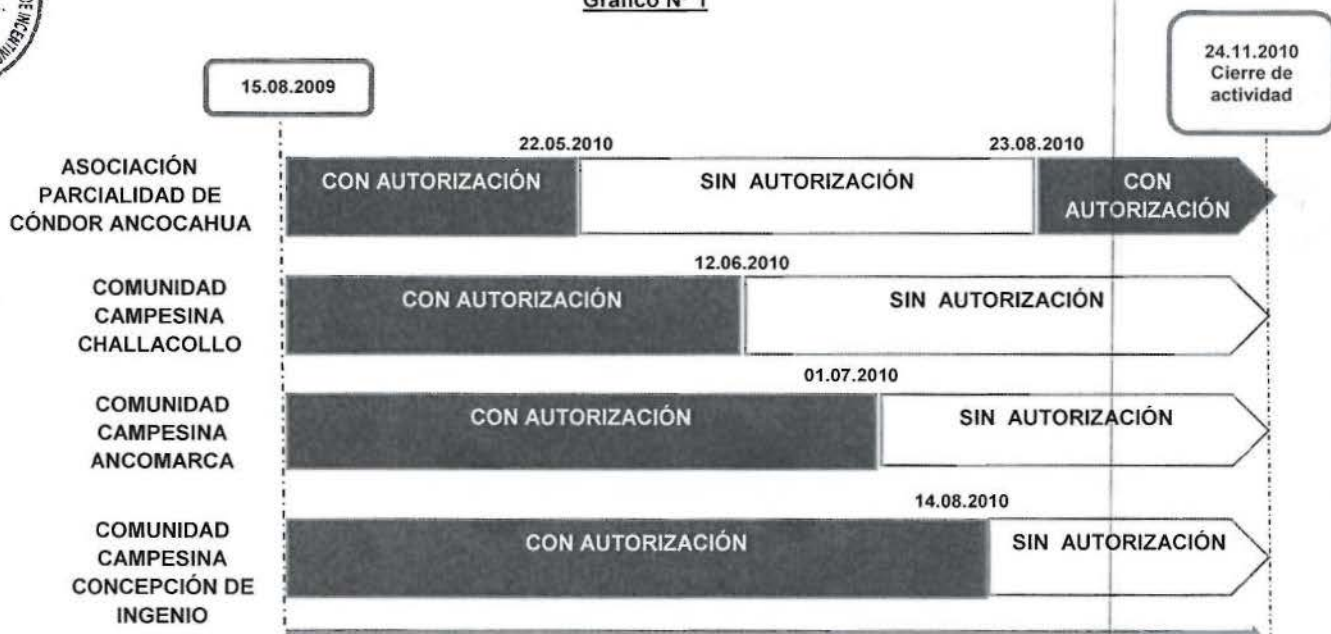 DE INCENTIVO
Gráfico N° 1
15.08.2009
24.11.2010
Cierre de
actividad
ASOCIACIÓN
PARCIALIDAD DE
CÓNDOR ANCOCAHUA
22.05.2010
23.08.2010
CON AUTORIZACIÓN
SIN AUTORIZACIÓN
CON
AUTORIZACIÓN
COMUNIDAD
CAMPESINA
CHALLACOLLO
12.06.2010
CON AUTORIZACIÓN
SIN AUTORIZACIÓN
COMUNIDAD
CAMPESINA
ANCOMARCA
01.07.2010
CON AUTORIZACIÓN
SIN AUTORIZACIÓN
COMUNIDAD
CAMPESINA
CONCEPCIÓN DE
INGENIO
14.08.2010
CON AUTORIZACIÓN
SIN AUTORIZACIÓN